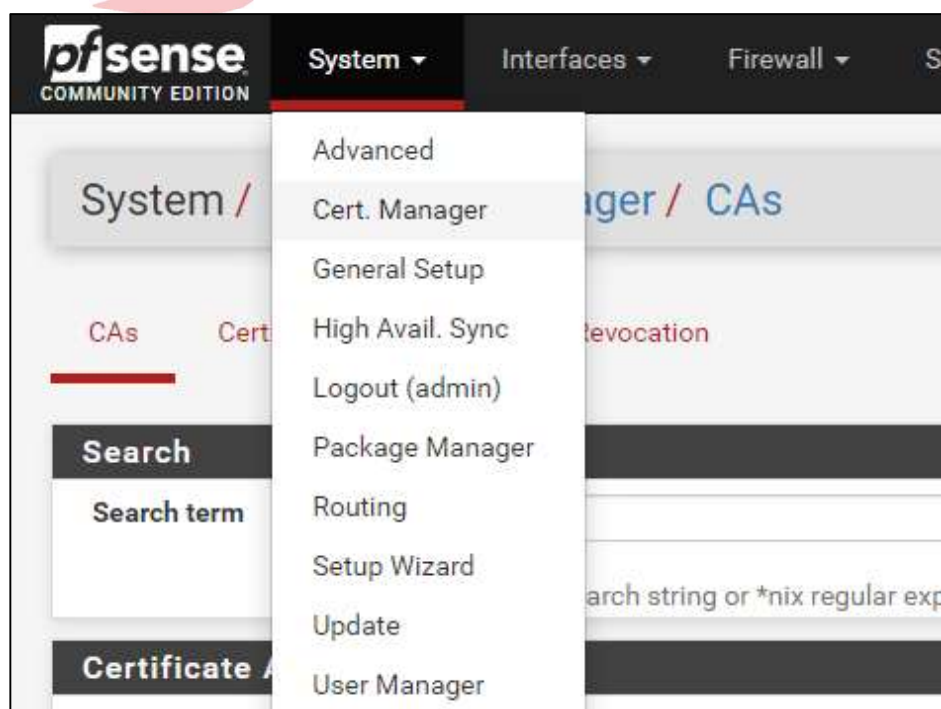 pfsense
COMMUNITY EDITION
System
Interfaces
Firewall
S
Advanced
System /
Cert. Manager
ager / CAs
General Setup
CAs
Cert
High Avail. Sync
evocation
Logout (admin)
Search
Package Manager
Search term
Routing
Setup Wizard
arch string or *nix regular exp
Update
Certificate
User Manager